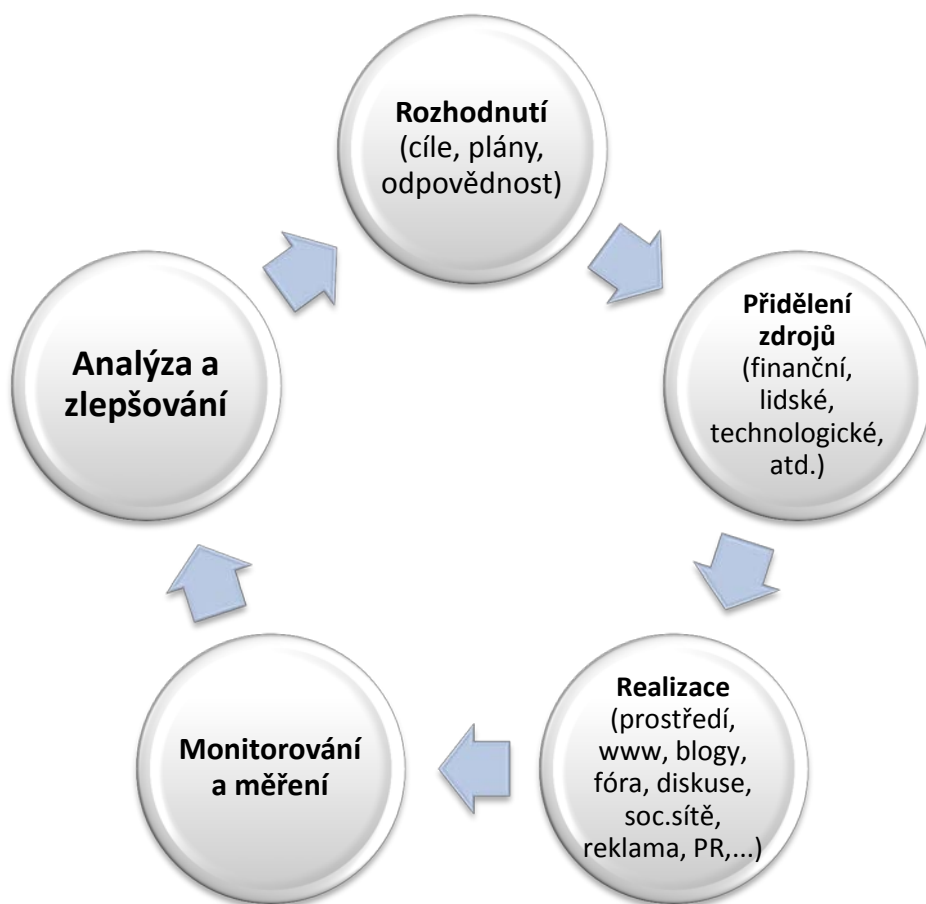 Rozhodnutí
(cíle, plány,
odpovědnost)
Přidělení
zdrojů
(finanční,
lidské,
technologické,
atd.)
Realizace
(prostředí,
www, blogy,
fóra, diskuse,
soc.sítě,
reklama, PR,...)
Monitorování
a měření
Analýza a
zlepšování